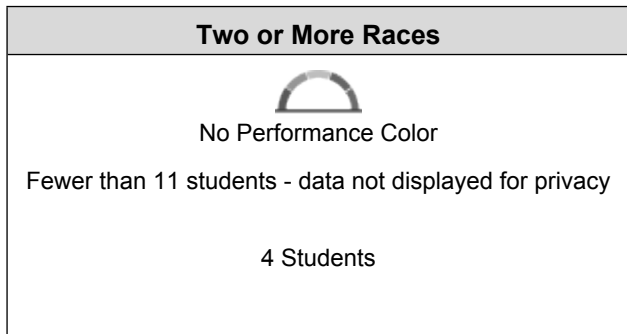 Two or More Races
No Performance Color
Fewer than 11 students - data not displayed for privacy
4 Students